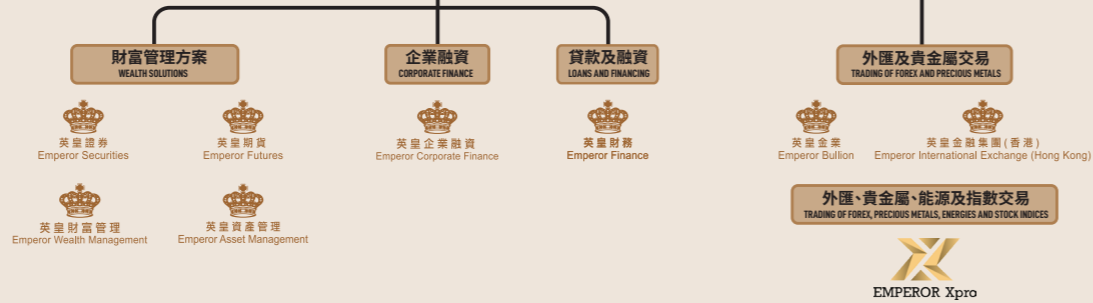 財富管理方案
WEALTH SOLUTIONS
企業融資
CORPORATE FINANCE
貸款及融資
LOANS AND FINANCING
外匯及貴金屬交易
TRADING OF FOREX AND PRECIOUS METALS
英皇證券
Emperor Securities
英皇期貨
Emperor Futures
英皇企業融資
Emperor Corporate Finance
英皇財務
Emperor Finance
英皇金業
Emperor Bullion
英皇金融集團(香港)
Emperor International Exchange (Hong Kong)
英皇財富管理
Emperor Wealth Management
英皇資產管理
Emperor Asset Management
外匯、貴金屬、能源及指數交易
TRADING OF FOREX, PRECIOUS METALS, ENERGIES AND STOCK INDICES
EMPEROR Xpro